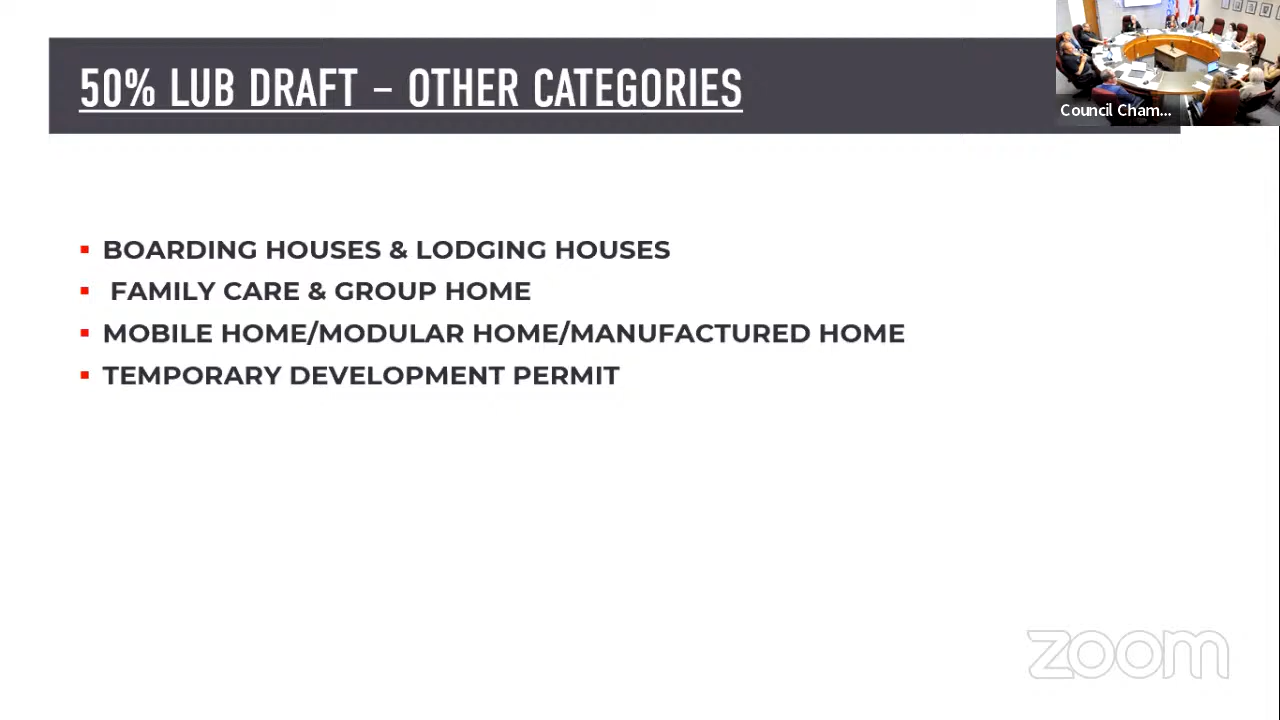 50% LUB DRAFT – OTHER CATEGORIES
Council Cham...
▪ BOARDING HOUSES & LODGING HOUSES
▪ FAMILY CARE & GROUP HOME
▪ MOBILE HOME/MODULAR HOME/MANUFACTURED HOME
▪ TEMPORARY DEVELOPMENT PERMIT
zoom